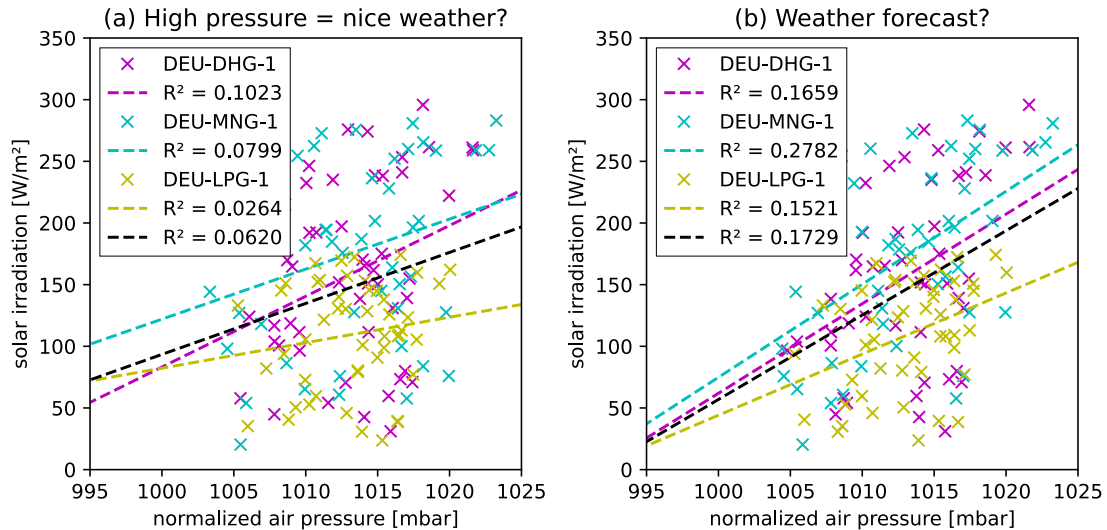 (a) High pressure = nice weather?
350
300
250
200
150
100
50
0
solar irradiation [W/m²]
DEU-DHG-1
R² = 0.1023
DEU-MNG-1
R² = 0.0799
DEU-LPG-1
R² = 0.0264
R² = 0.0620
995 1000 1005 1010 1015 1020 1025
normalized air pressure [mbar]
(b) Weather forecast?
350
300
250
200
150
100
50
0
solar irradiation [W/m²]
DEU-DHG-1
R² = 0.1659
DEU-MNG-1
R² = 0.2782
DEU-LPG-1
R² = 0.1521
R² = 0.1729
995 1000 1005 1010 1015 1020 1025
normalized air pressure [mbar]